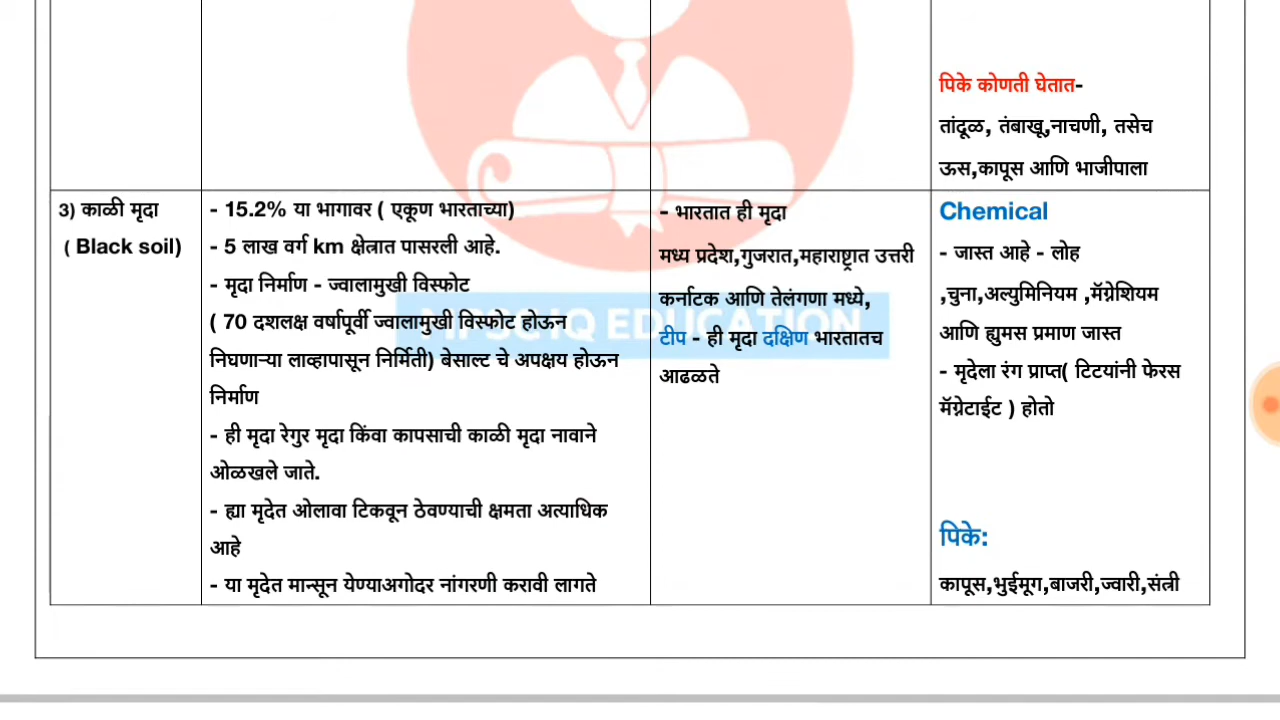 पिके कोणती घेतात-
तांदूळ, तंबाखू,नाचणी, तसेच
ऊस,कापूस आणि भाजीपाला
3) काळी मृदा
( Black soil)
- 15.2% या भागावर ( एकूण भारताच्या)
- 5 लाख वर्ग km क्षेत्रात पासरली आहे.
- मृदा निर्माण - ज्वालामुखी विस्फोट
( 70 दशलक्ष वर्षापूर्वी ज्वालामुखी विस्फोट होऊन
निघणाऱ्या लाव्हापासून निर्मिती) बेसाल्ट चे अपक्षय होऊन
निर्माण
- ही मृदा रेगुर मृदा किंवा कापसाची काळी मृदा नावाने
ओळखले जाते.
- ह्या मृदेत ओलावा टिकवून ठेवण्याची क्षमता अत्याधिक
आहे
- या मृदेत मान्सून येण्याअगोदर नांगरणी करावी लागते
- भारतात ही मृदा
मध्य प्रदेश,गुजरात,महाराष्ट्रात उत्तरी
कर्नाटक आणि तेलंगणा मध्ये,
टीप - ही मृदा दक्षिण भारतातच
आढळते
Chemical
- जास्त आहे - लोह
,चुना,अल्युमिनियम ,मॅग्नेशियम
आणि ह्युमस प्रमाण जास्त
- मृदेला रंग प्राप्त( टिटयांनी फेरस
मॅग्नेटाईट ) होतो
पिके:
कापूस,भुईमूग,बाजरी,ज्वारी,संत्री
MPSC IQ EDUCATION